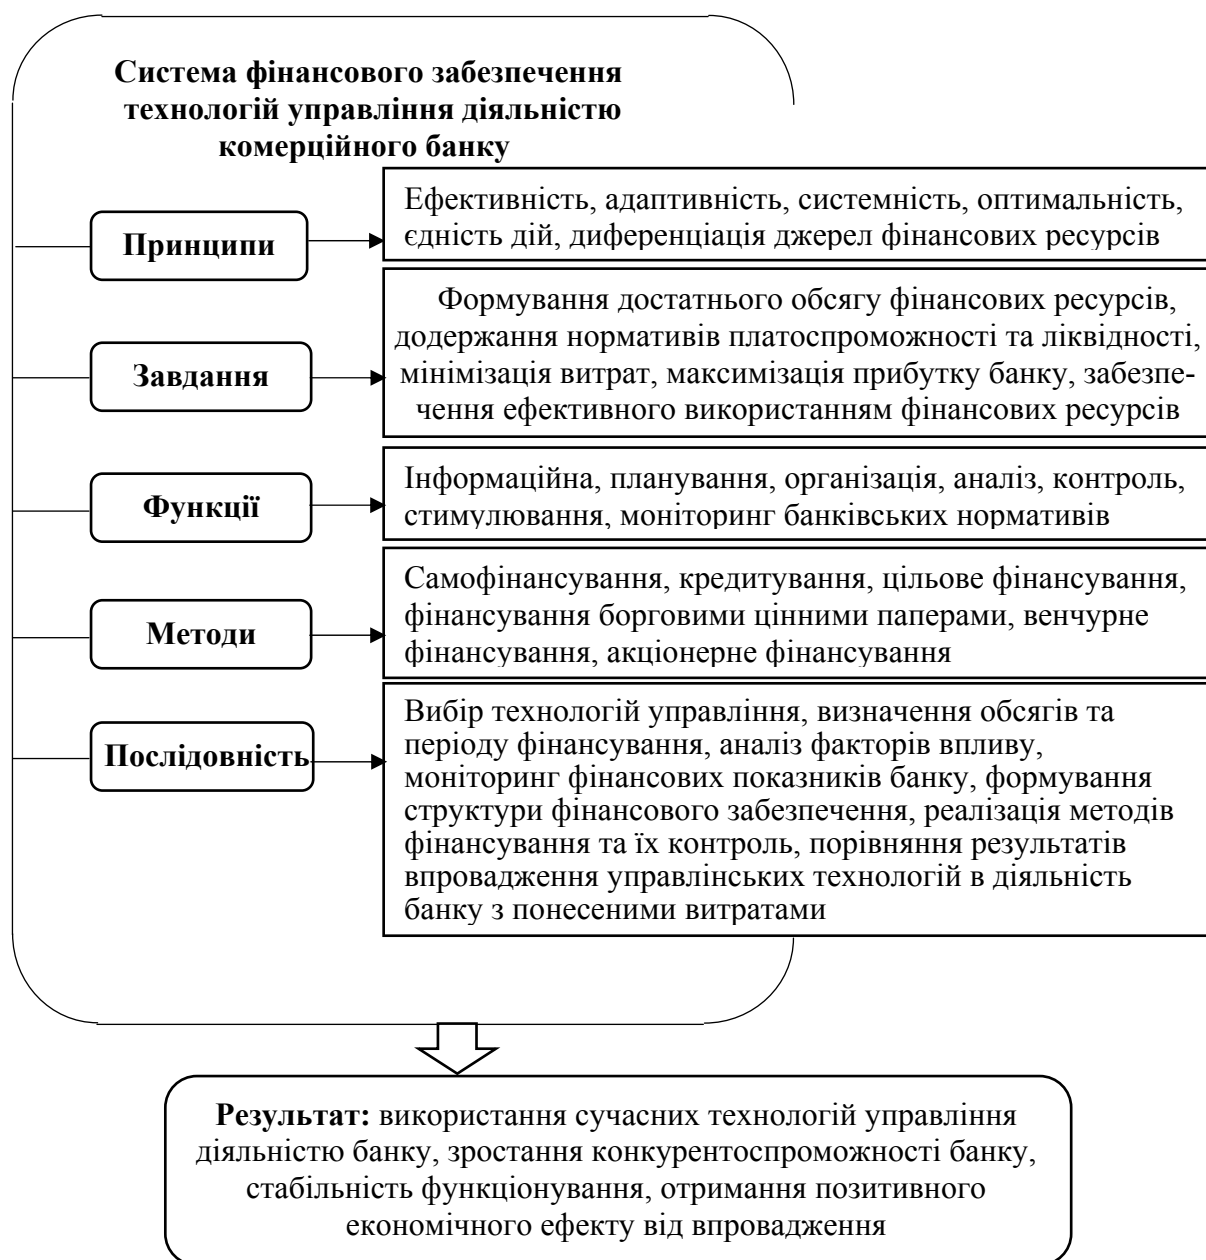 Система фінансового забезпечення
технологій управління діяльністю
комерційного банку
Принципи
Ефективність, адаптивність, системність, оптимальність,
єдність дій, диференціація джерел фінансових ресурсів
Завдання
Формування достатнього обсягу фінансових ресурсів,
додержання нормативів платоспроможності та ліквідності,
мінімізація витрат, максимізація прибутку банку, забезпе-
чення ефективного використанням фінансових ресурсів
Функції
Інформаційна, планування, організація, аналіз, контроль,
стимулювання, моніторинг банківських нормативів
Методи
Самофінансування, кредитування, цільове фінансування,
фінансування борговими цінними паперами, венчурне
фінансування, акціонерне фінансування
Послідовність
Вибір технологій управління, визначення обсягів та
періоду фінансування, аналіз факторів впливу,
моніторинг фінансових показників банку, формування
структури фінансового забезпечення, реалізація методів
фінансування та їх контроль, порівняння результатів
впровадження управлінських технологій в діяльність
банку з понесеними витратами
Результат: використання сучасних технологій управління
діяльністю банку, зростання конкурентоспроможності банку,
стабільність функціонування, отримання позитивного
економічного ефекту від впровадження